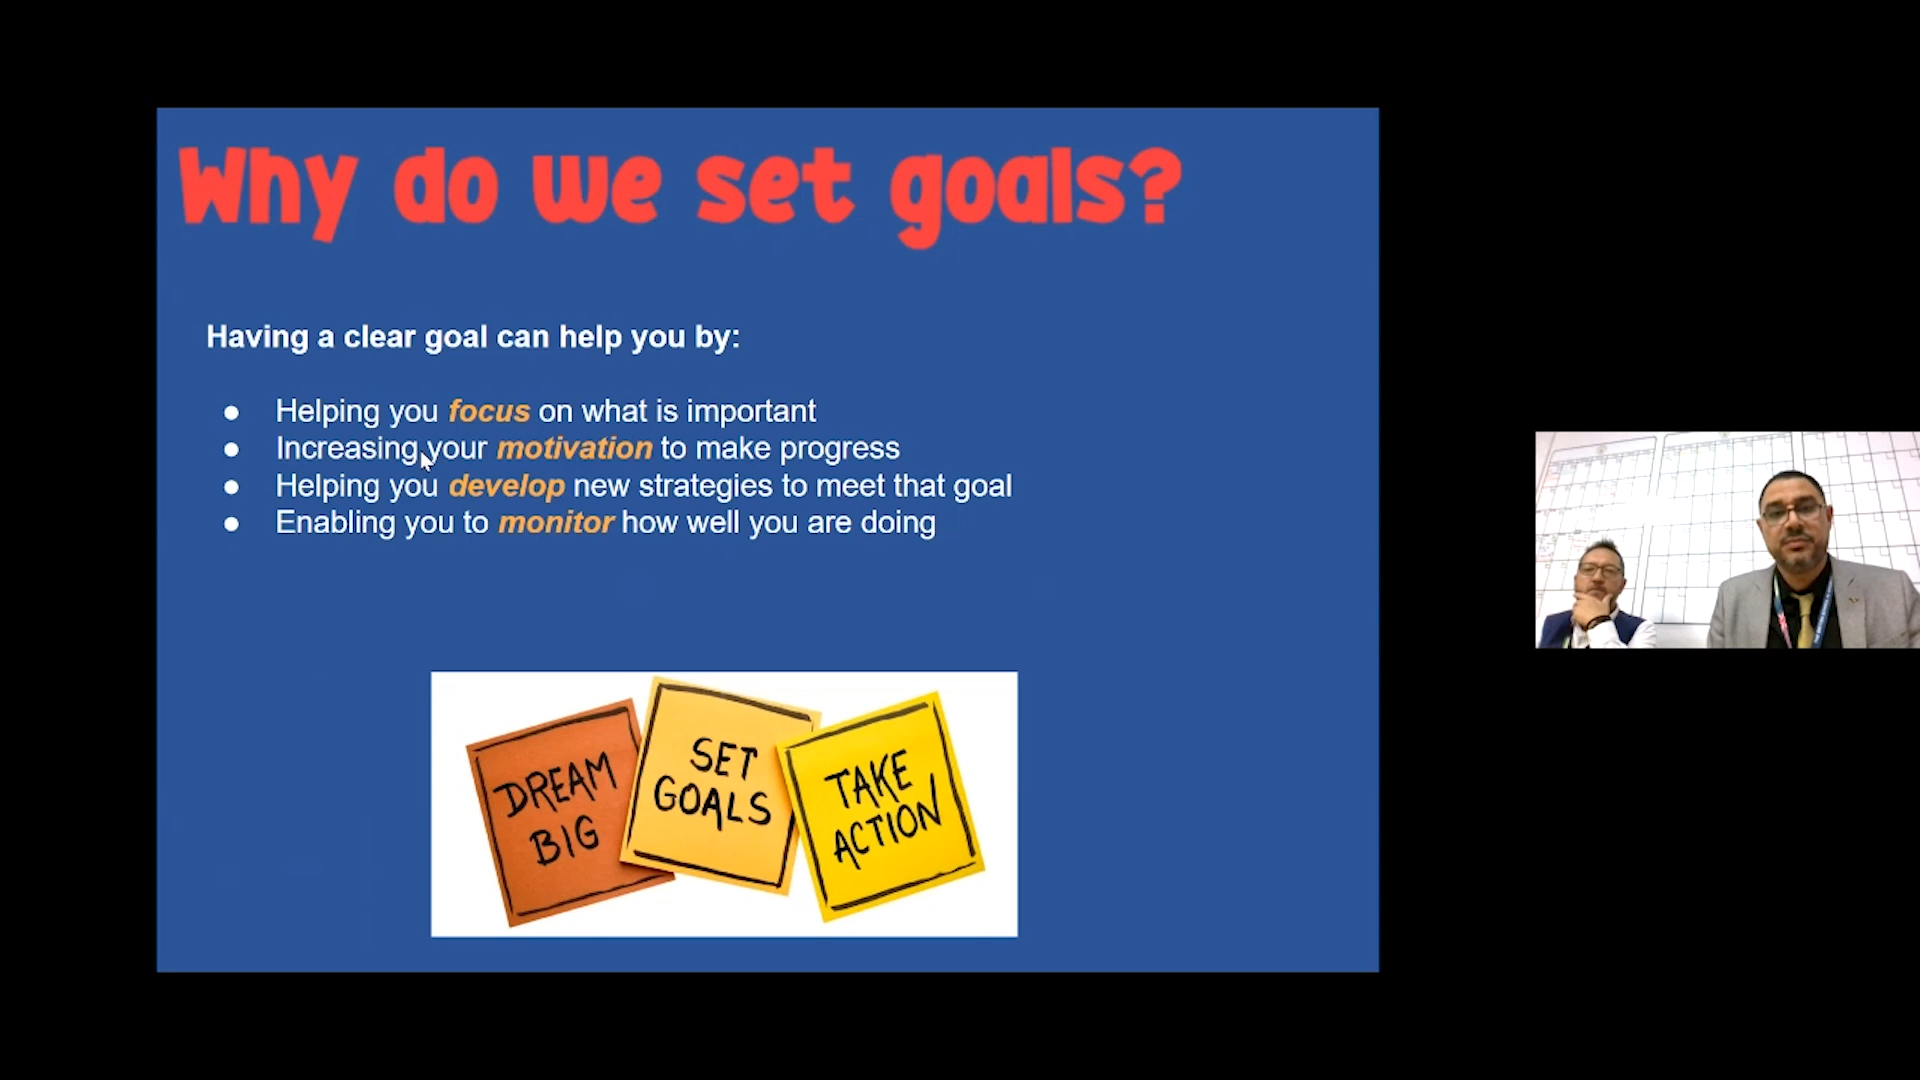 Why do we set goals?
Having a clear goal can help you by:
● Helping you focus on what is important
● Increasing your motivation to make progress
● Helping you develop new strategies to meet that goal
● Enabling you to monitor how well you are doing
DREAM
BIG
SET
GOALS
TAKE
ACTION